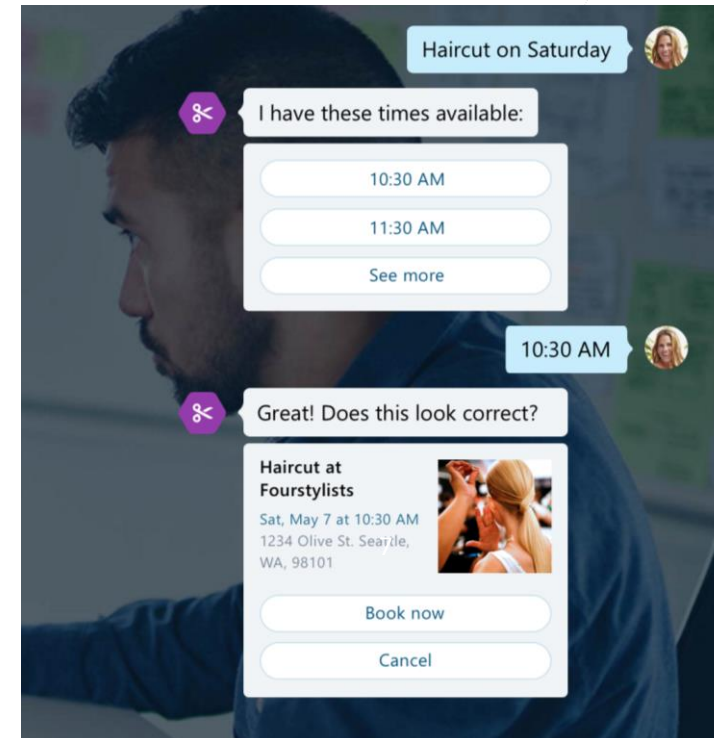 Haircut on Saturday
I have these times available:
10:30 AM
11:30 AM
See more
10:30 AM
Great! Does this look correct?
Haircut at
Fourstylists
Sat, May 7 at 10:30 AM
1234 Olive St. Seattle,
WA, 98101
Book now
Cancel